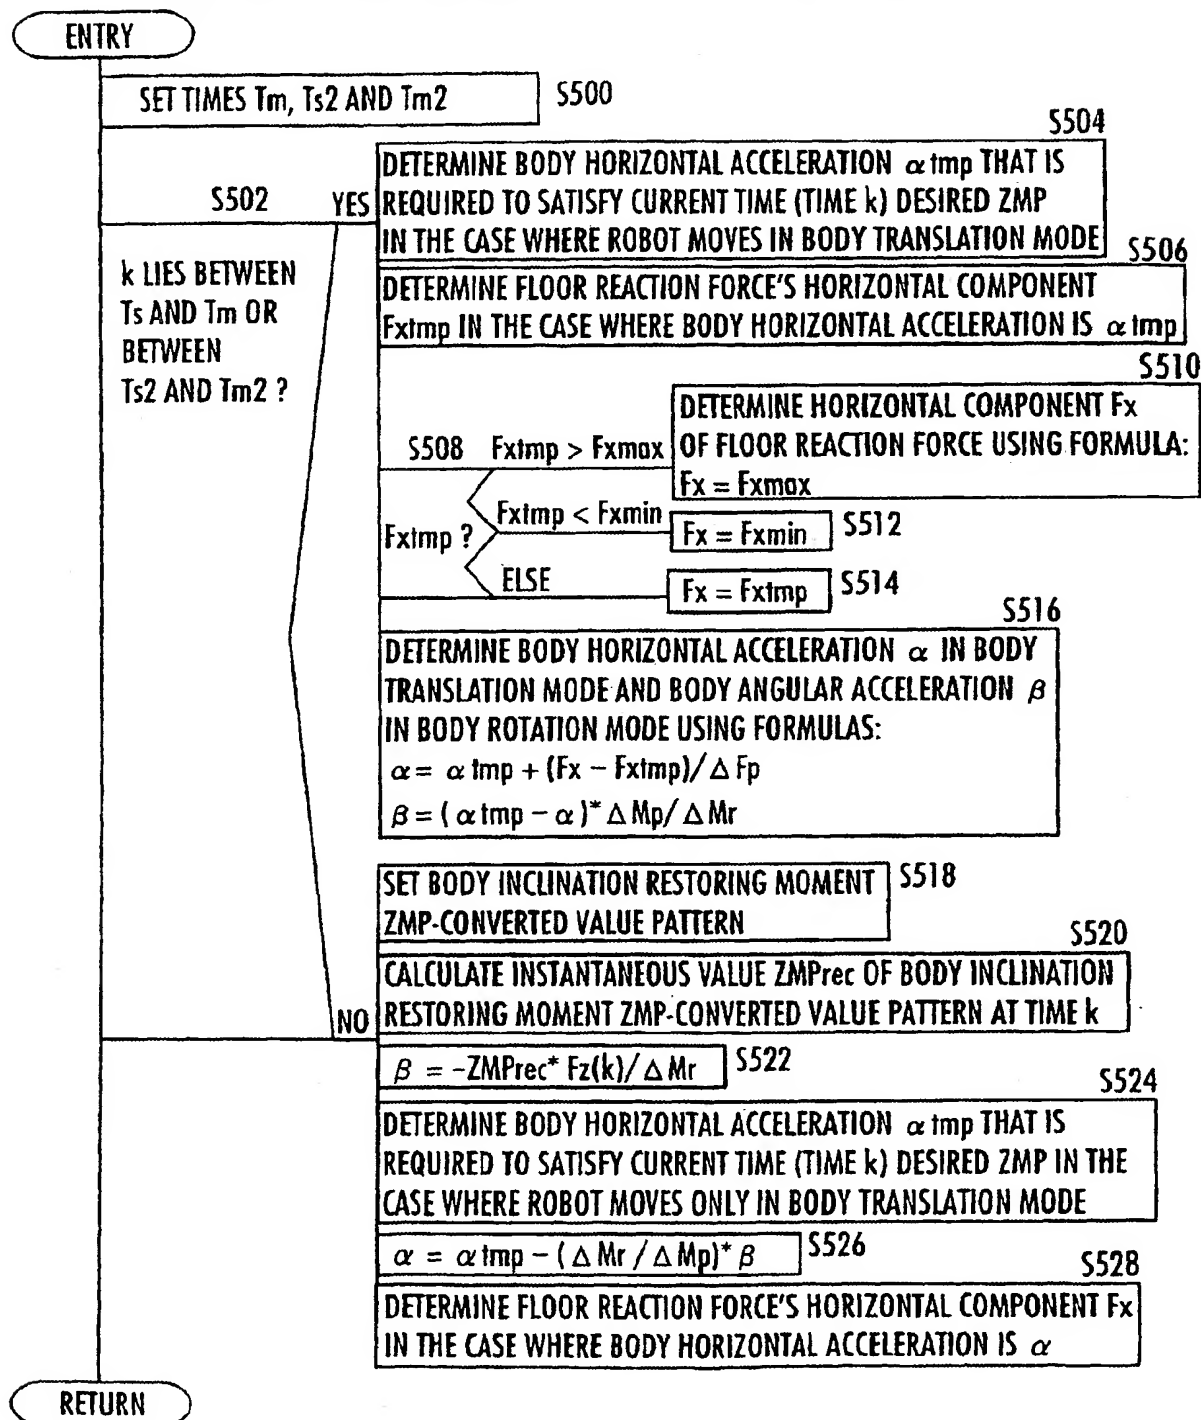 ENTRY
SET TIMES Tm, Ts2 AND Tm2
S500
S504
DETERMINE BODY HORIZONTAL ACCELERATION α tmp THAT IS
REQUIRED TO SATISFY CURRENT TIME (TIME k) DESIRED ZMP
IN THE CASE WHERE ROBOT MOVES IN BODY TRANSLATION MODE
S502
YES
k LIES BETWEEN
Ts AND Tm OR
BETWEEN
Ts2 AND Tm2 ?
S506
DETERMINE FLOOR REACTION FORCE'S HORIZONTAL COMPONENT
Fxtmp IN THE CASE WHERE BODY HORIZONTAL ACCELERATION IS α tmp
S510
DETERMINE HORIZONTAL COMPONENT Fx
OF FLOOR REACTION FORCE USING FORMULA:
Fx = Fxmax
S508
Fxtmp > Fxmax
Fxtmp ?
Fxtmp < Fxmin
Fx = Fxmin
S512
ELSE
Fx = Fxtmp
S514
S516
DETERMINE BODY HORIZONTAL ACCELERATION α IN BODY
TRANSLATION MODE AND BODY ANGULAR ACCELERATION β
IN BODY ROTATION MODE USING FORMULAS:
α = α tmp + (Fx − Fxtmp)/Δ Fp
β = ( α tmp − α )* Δ Mp/ Δ Mr
SET BODY INCLINATION RESTORING MOMENT
ZMP-CONVERTED VALUE PATTERN
S518
S520
CALCULATE INSTANTANEOUS VALUE ZMPrec OF BODY INCLINATION
RESTORING MOMENT ZMP-CONVERTED VALUE PATTERN AT TIME k
NO
β = -ZMPrec* Fz(k)/ Δ Mr
S522
S524
DETERMINE BODY HORIZONTAL ACCELERATION α tmp THAT IS
REQUIRED TO SATISFY CURRENT TIME (TIME k) DESIRED ZMP IN THE
CASE WHERE ROBOT MOVES ONLY IN BODY TRANSLATION MODE
α = α tmp − ( Δ Mr / Δ Mp)* β
S526
S528
DETERMINE FLOOR REACTION FORCE'S HORIZONTAL COMPONENT Fx
IN THE CASE WHERE BODY HORIZONTAL ACCELERATION IS α
RETURN